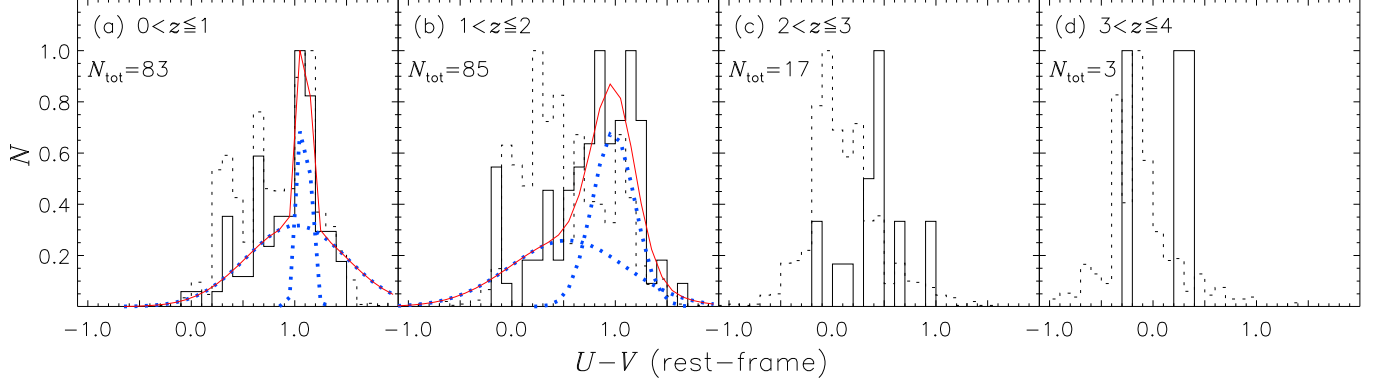 (a) 0<z≦1
(b) 1<z≦2
(c) 2<z≦3
(d) 3<z≦4
N_tot=83
N_tot=85
N_tot=17
N_tot=3
1.0
0.8
0.6
0.4
0.2
N
−1.0 0.0 1.0
−1.0 0.0 1.0
−1.0 0.0 1.0
−1.0 0.0 1.0
U−V (rest−frame)